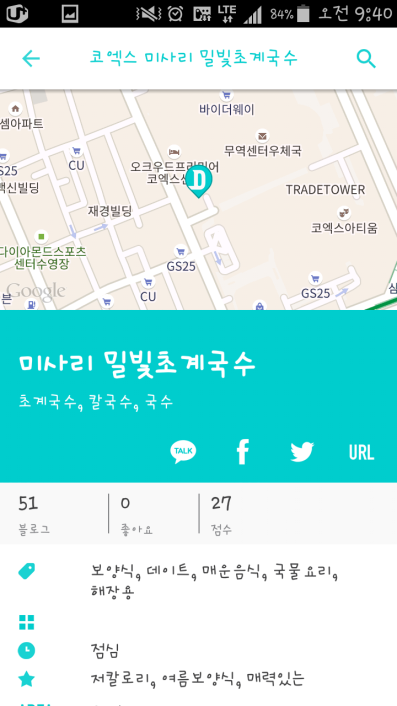 U+
LTE
84%
오전 9:40
코엑스 미사리 밀빛초계국수
바이더웨이
셈아파트
무역센터우체국
CU
S25
오크우드프리미어
코엑스센
D
백신빌딩
TRADETOWER
재경빌딩
코엑스아티움
다이아몬드스포츠
센터수영장
GS25
Google
CU
GS25
븐
삼
미사리 밀빛초계국수
초계국수, 칼국수, 국수
TALK
f
URL
51
0
27
블로그
좋아요
점수
보양식, 데이트, 매운음식, 국물요리,
해장용
점심
저칼로리, 여름보양식, 매력있는